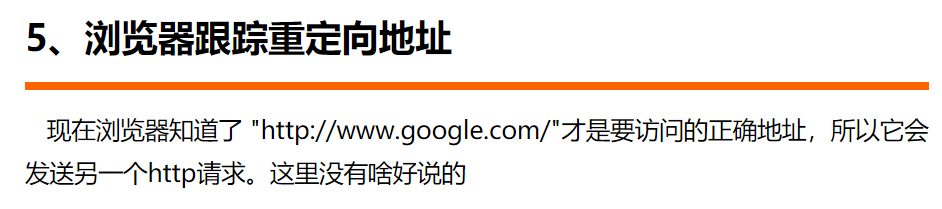 5、浏览器跟踪重定向地址
现在浏览器知道了 "http://www.google.com/"才是要访问的正确地址，所以它会
发送另一个http请求。这里没有啥好说的